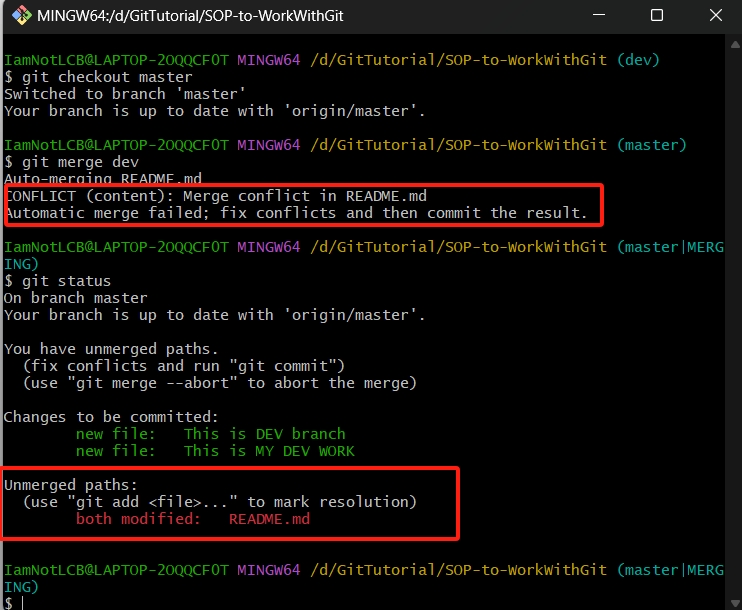 MINGW64:/d/GitTutorial/SOP-to-WorkWithGit
IamNotLCB@LAPTOP-2OQQCF0T MINGW64 /d/GitTutorial/SOP-to-WorkWithGit (dev)
$ git checkout master
Switched to branch 'master'
Your branch is up to date with 'origin/master'.
IamNotLCB@LAPTOP-2OQQCF0T MINGW64 /d/GitTutorial/SOP-to-WorkWithGit (master)
$ git merge dev
Auto-merging README.md
CONFLICT (content): Merge conflict in README.md
Automatic merge failed; fix conflicts and then commit the result.
IamNotLCB@LAPTOP-2OQQCF0T MINGW64 /d/GitTutorial/SOP-to-WorkWithGit (master|MERG
ING)
$ git status
On branch master
Your branch is up to date with 'origin/master'.
You have unmerged paths.
  (fix conflicts and run "git commit")
  (use "git merge --abort" to abort the merge)
Changes to be committed:
        new file:   This is DEV branch
        new file:   This is MY DEV WORK
Unmerged paths:
  (use "git add <file>..." to mark resolution)
        both modified:   README.md
IamNotLCB@LAPTOP-2OQQCF0T MINGW64 /d/GitTutorial/SOP-to-WorkWithGit (master|MERG
ING)
$